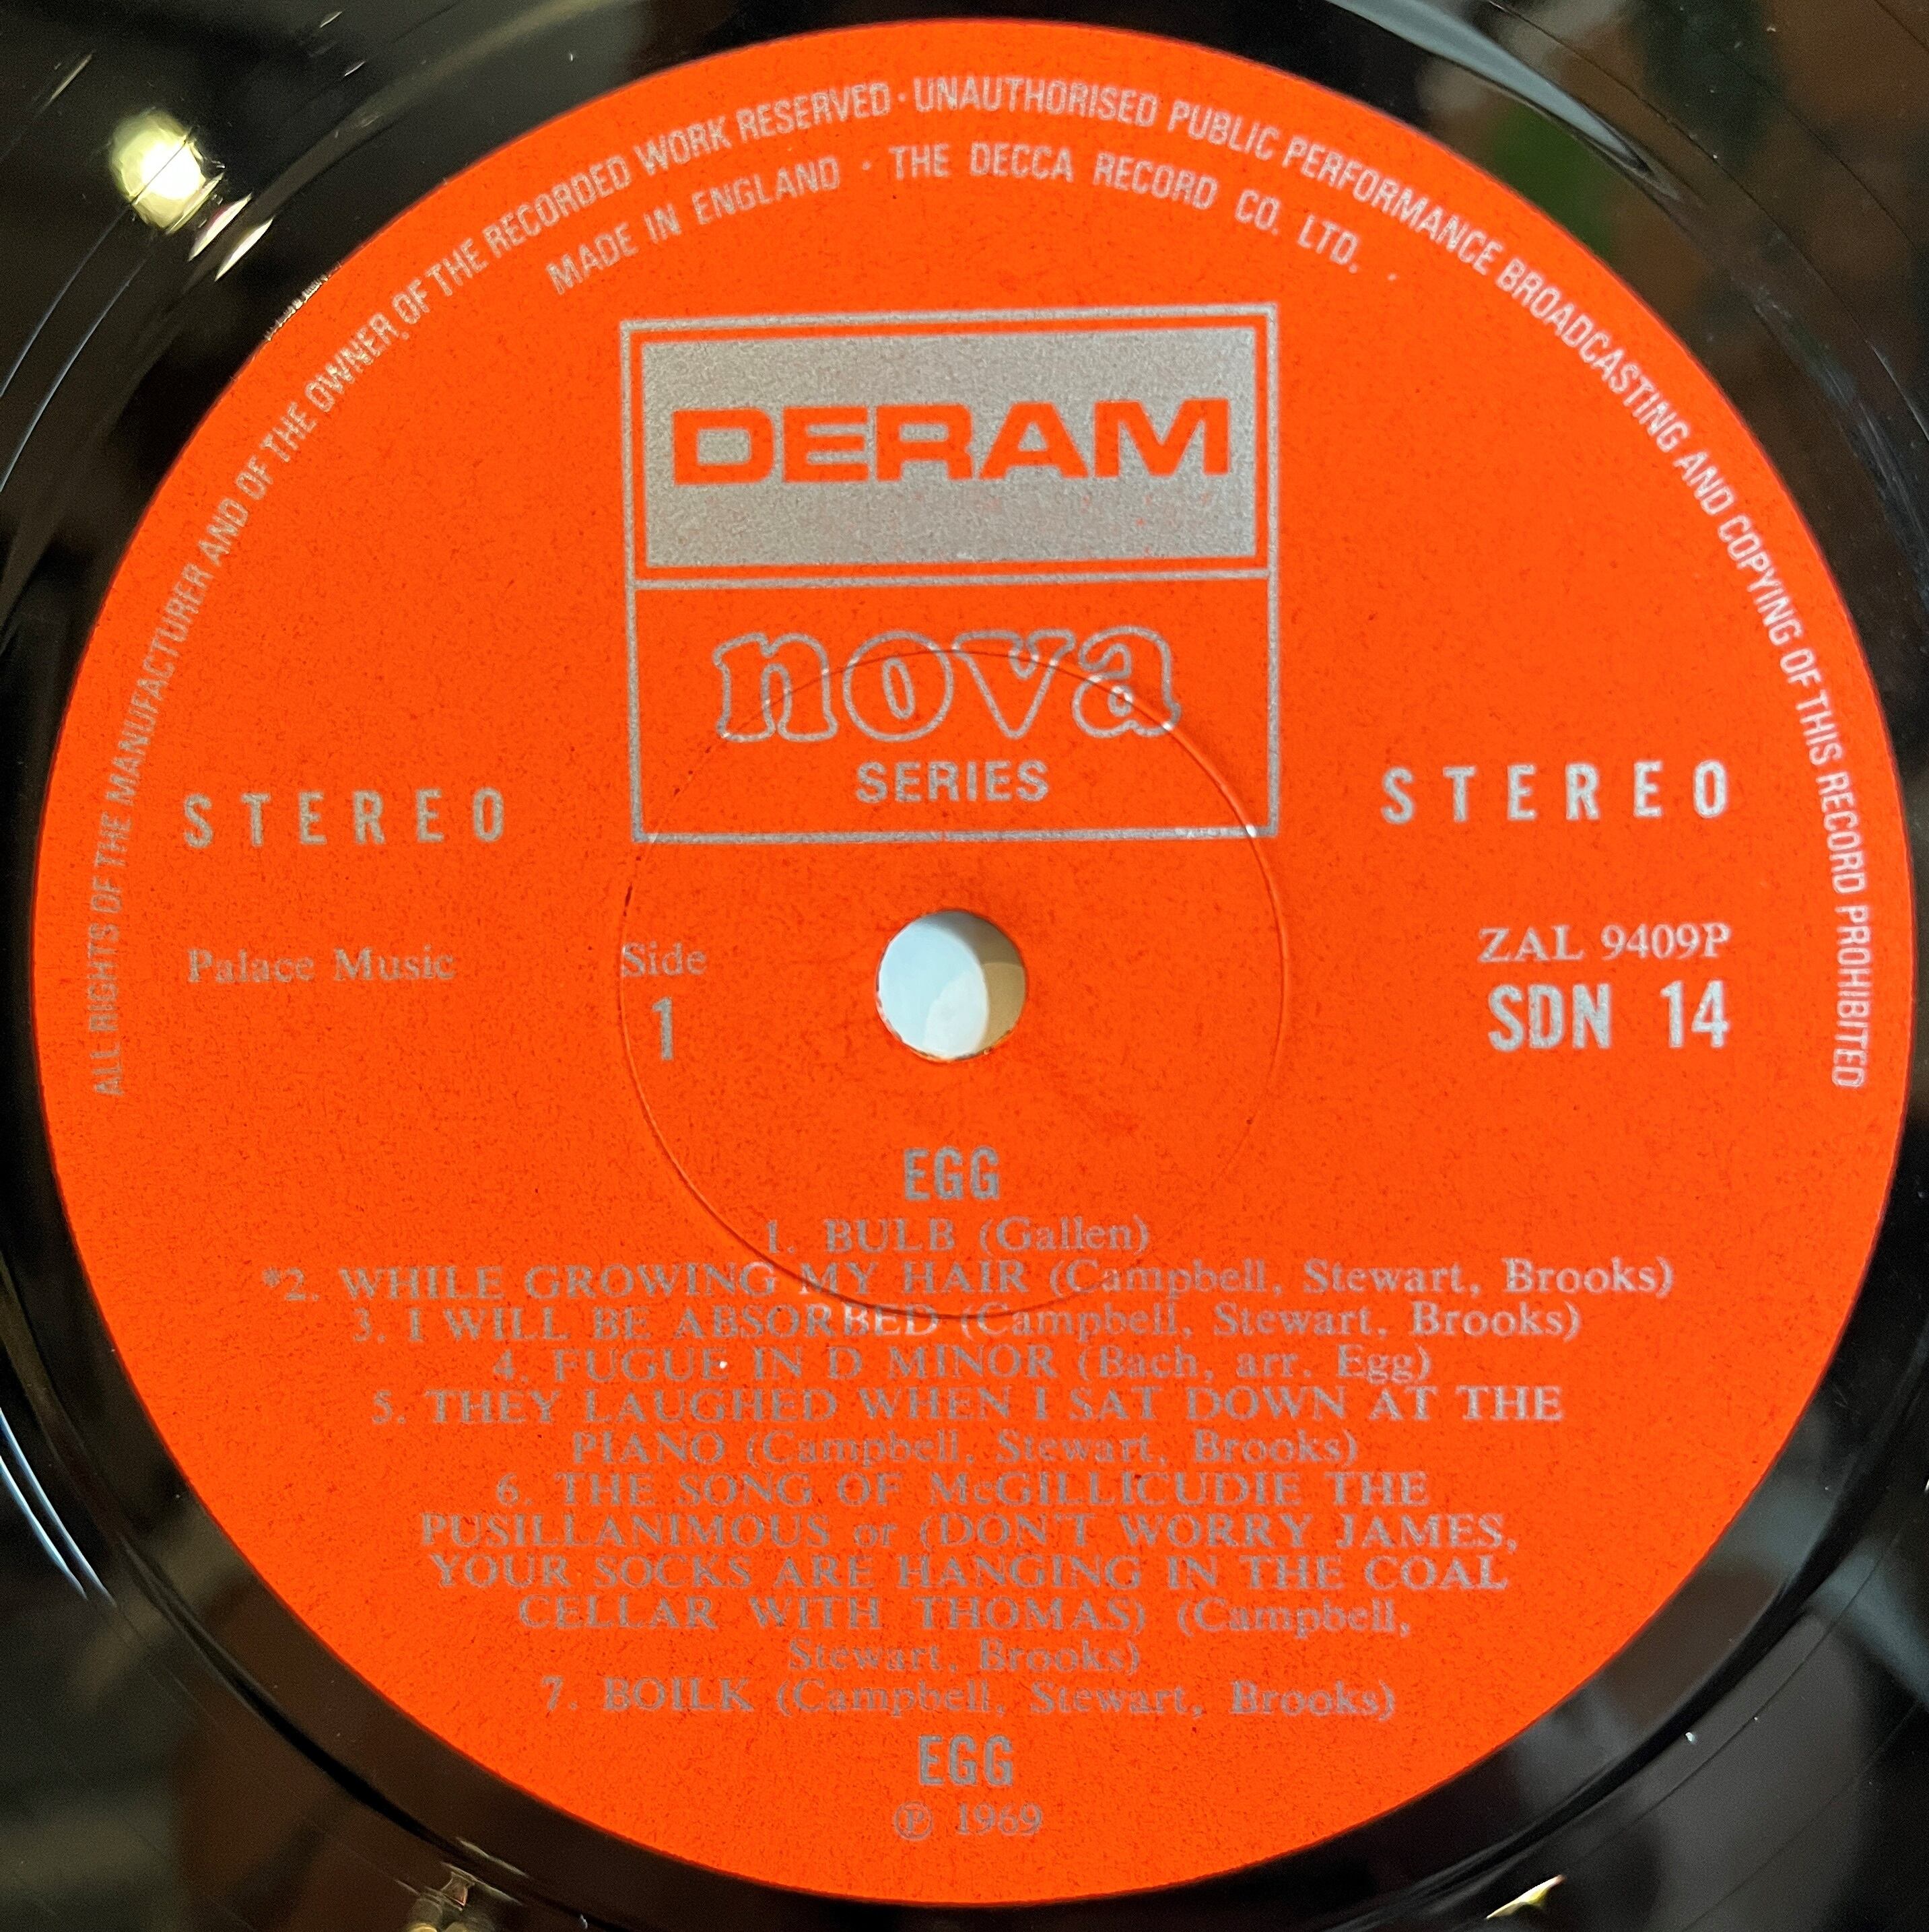 ALL RIGHTS OF THE MANUFACTURER AND OF THE OWNER OF THE RECORDED WORK RESERVED · UNAUTHORISED PUBLIC PERFORMANCE BROADCASTING AND COPYING OF THIS RECORD PROHIBITED
MADE IN ENGLAND · THE DECCA RECORD CO. LTD.
DERAM
nova
SERIES
STEREO
STEREO
Palace Music
Side
1
ZAL 9409P
SDN 14
EGG
1. BULB (Gallen)
*2. WHILE GROWING MY HAIR (Campbell, Stewart, Brooks)
3. I WILL BE ABSORBED (Campbell, Stewart, Brooks)
4. FUGUE IN D MINOR (Bach, arr. Egg)
5. THEY LAUGHED WHEN I SAT DOWN AT THE
PIANO (Campbell, Stewart, Brooks)
6. THE SONG OF McGILLICUDIE THE
PUSILLANIMOUS or (DON'T WORRY JAMES,
YOUR SOCKS ARE HANGING IN THE COAL
CELLAR WITH THOMAS) (Campbell,
Stewart, Brooks)
7. BOILK (Campbell, Stewart, Brooks)
EGG
℗ 1969